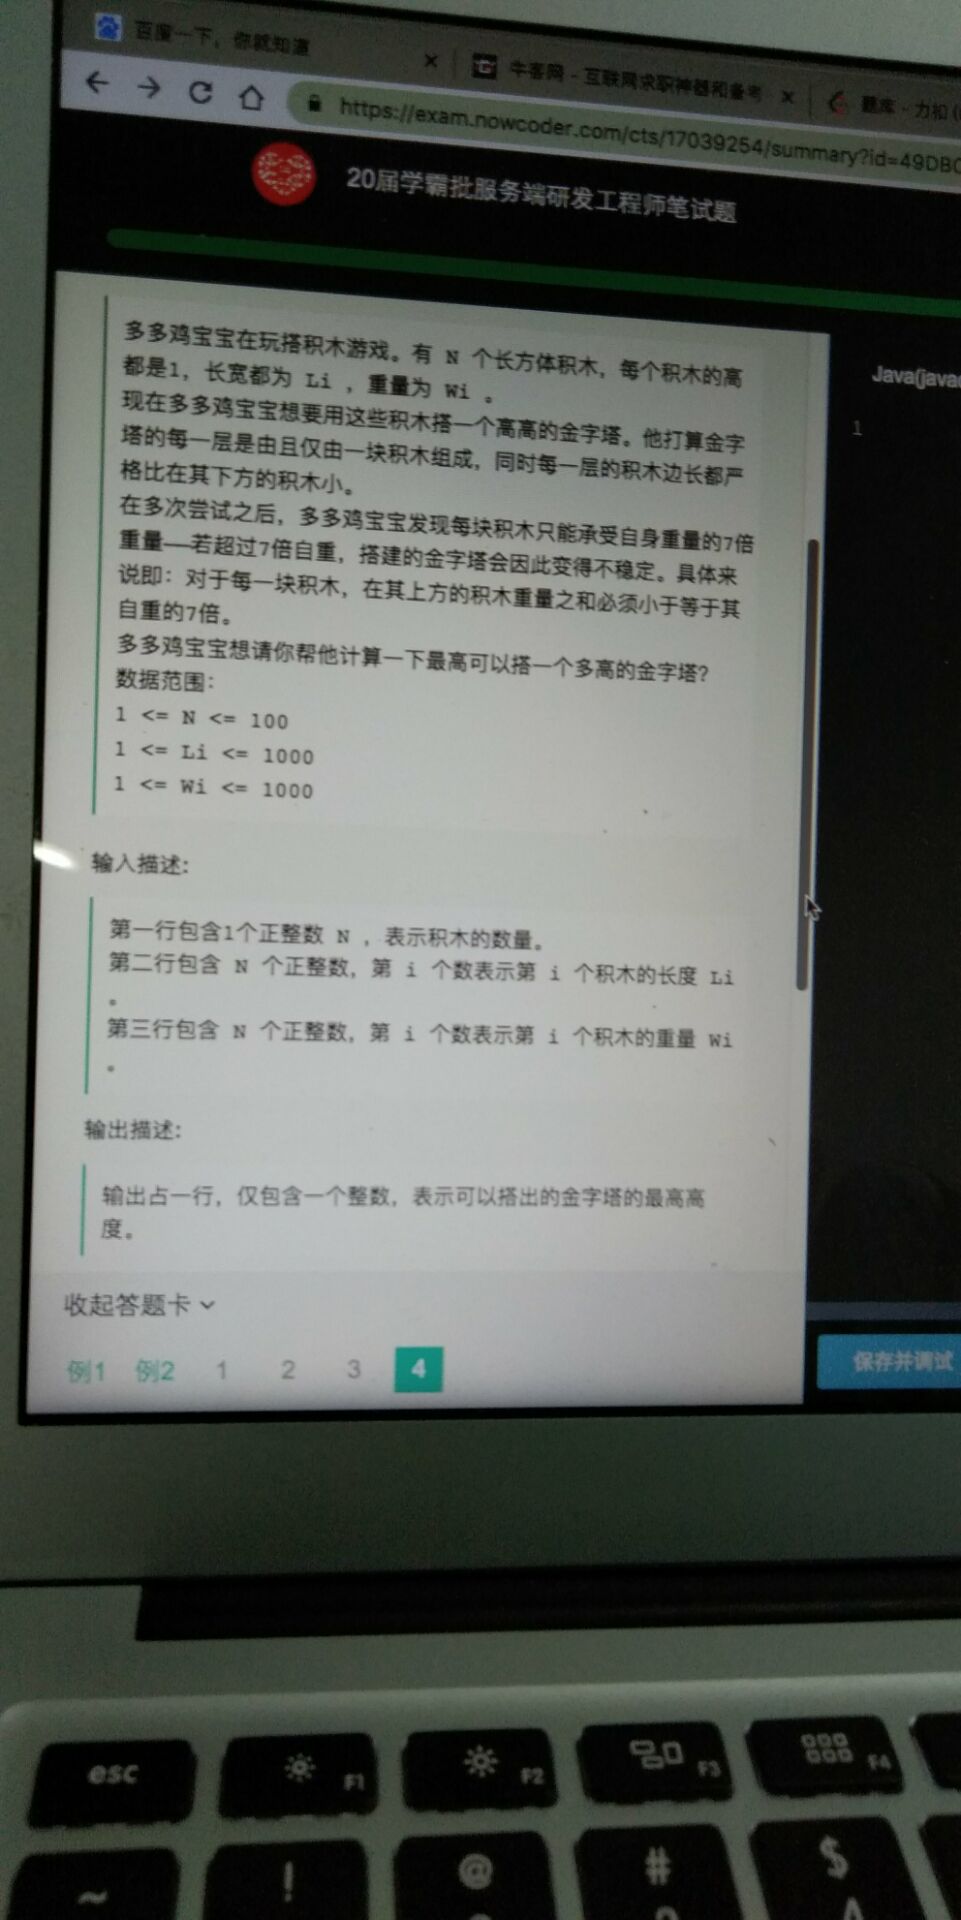 百度一下，你就知道
牛客网 - 互联网求职神器和备考
题库 - 力扣 (
https://exam.nowcoder.com/cts/17039254/summary?id=49DB
20届学霸批服务端研发工程师笔试题
Java(java
1
多多鸡宝宝在玩搭积木游戏。有 N 个长方体积木，每个积木的高
都是1，长宽都为 Li ，重量为 Wi 。
现在多多鸡宝宝想要用这些积木搭一个高高的金字塔。他打算金字
塔的每一层是由且仅由一块积木组成，同时每一层的积木边长都严
格比在其下方的积木小。
在多次尝试之后，多多鸡宝宝发现每块积木只能承受自身重量的7倍
重量——若超过7倍自重，搭建的金字塔会因此变得不稳定。具体来
说即：对于每一块积木，在其上方的积木重量之和必须小于等于其
自重的7倍。
多多鸡宝宝想请你帮他计算一下最高可以搭一个多高的金字塔?
数据范围：
1 <= N <= 100
1 <= Li <= 1000
1 <= Wi <= 1000
输入描述:
第一行包含1个正整数 N ，表示积木的数量。
第二行包含 N 个正整数，第 i 个数表示第 i 个积木的长度 Li
。
第三行包含 N 个正整数，第 i 个数表示第 i 个积木的重量 Wi
。
输出描述:
输出占一行，仅包含一个整数，表示可以搭出的金字塔的最高高
度。
收起答题卡
例1 例2 1 2 3 4
保存并调试
esc F1 F2 F3 F4
~ ! @ # $